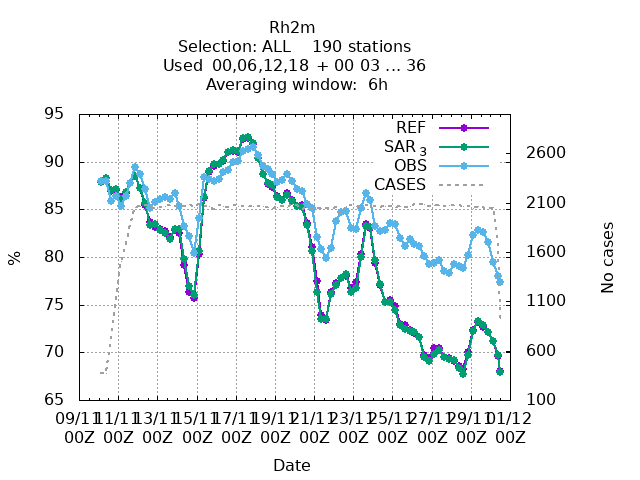 Rh2m
Selection: ALL    190 stations
Used  00,06,12,18  + 00 03 ... 36
Averaging window:  6h
REF
SAR 3
OBS
CASES
95
90
85
80
75
70
65
%
2600
2100
1600
1100
600
100
No cases
09/11 11/11 13/11 15/11 17/11 19/11 21/11 23/11 25/11 27/11 29/11 01/12
00Z 00Z 00Z 00Z 00Z 00Z 00Z 00Z 00Z 00Z 00Z 00Z
Date